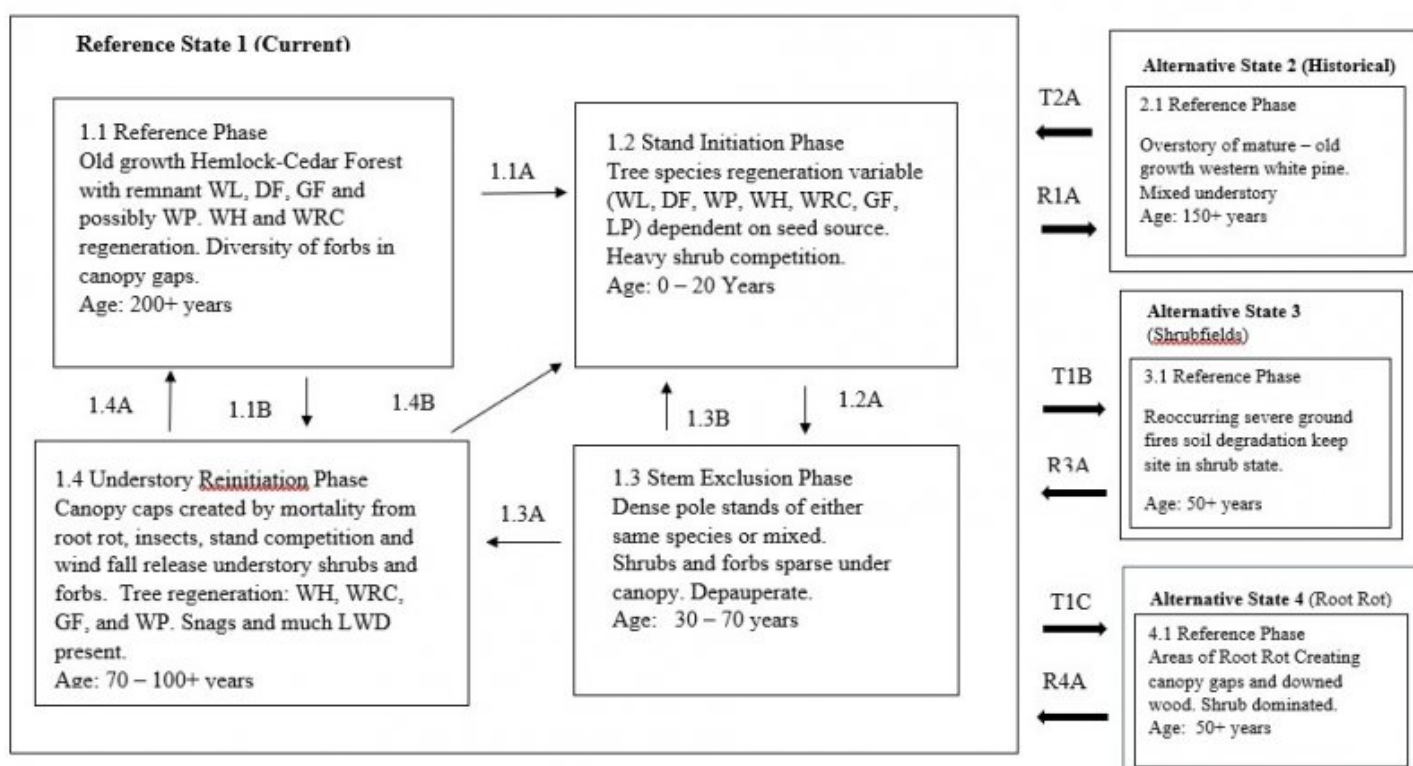 Reference State 1 (Current)
1.1 Reference Phase
Old growth Hemlock-Cedar Forest
with remnant WL, DF, GF and
possibly WP. WH and WRC
regeneration. Diversity of forbs in
canopy gaps.
Age: 200+ years
1.1A
1.2 Stand Initiation Phase
Tree species regeneration variable
(WL, DF, WP, WH, WRC, GF,
LP) dependent on seed source.
Heavy shrub competition.
Age: 0 – 20 Years
1.4A
1.1B
1.4B
1.3B
1.2A
1.4 Understory Reinitiation Phase
Canopy caps created by mortality from
root rot, insects, stand competition and
wind fall release understory shrubs and
forbs. Tree regeneration: WH, WRC,
GF, and WP. Snags and much LWD
present.
Age: 70 – 100+ years
1.3A
1.3 Stem Exclusion Phase
Dense pole stands of either
same species or mixed.
Shrubs and forbs sparse under
canopy. Depauperate.
Age: 30 – 70 years
T2A
R1A
Alternative State 2 (Historical)
2.1 Reference Phase
Overstory of mature – old
growth western white pine.
Mixed understory
Age: 150+ years
T1B
R3A
Alternative State 3
(Shrubfields)
3.1 Reference Phase
Reoccurring severe ground
fires soil degradation keep
site in shrub state.
Age: 50+ years
T1C
R4A
Alternative State 4 (Root Rot)
4.1 Reference Phase
Areas of Root Rot Creating
canopy gaps and downed
wood. Shrub dominated.
Age: 50+ years